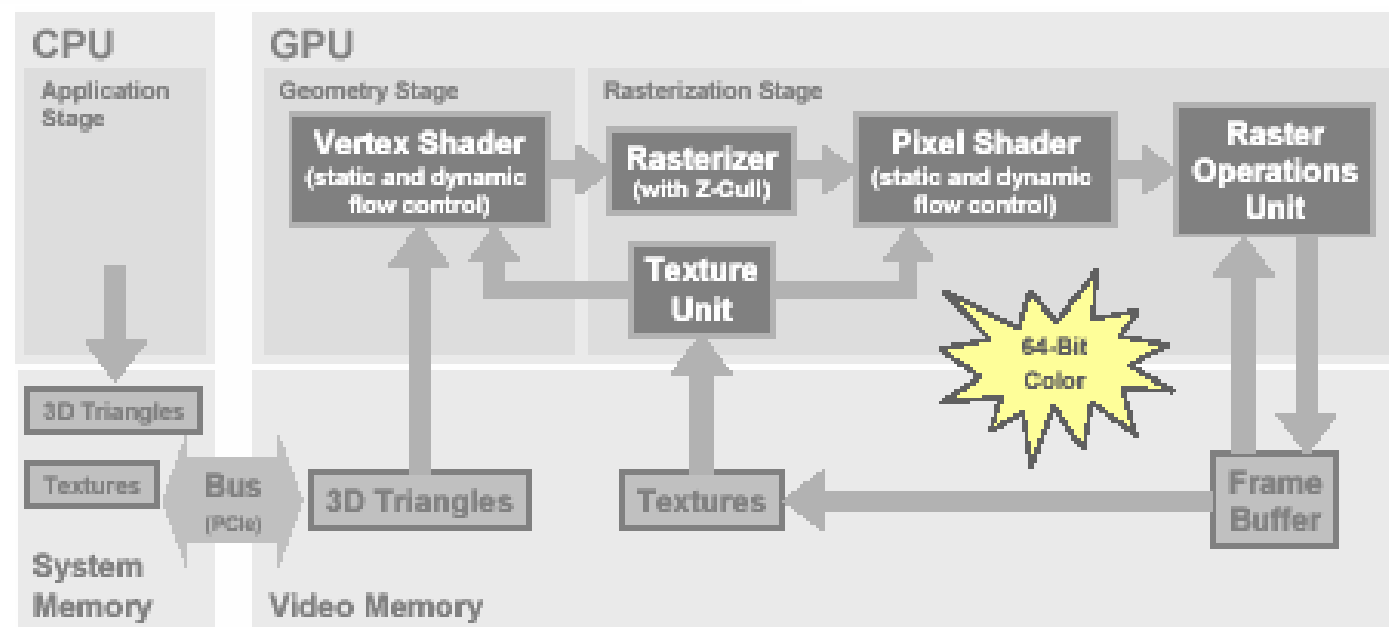 CPU
Application
Stage
3D Triangles
Textures
System
Memory
Bus
(PCIe)
GPU
Geometry Stage
Vertex Shader
(static and dynamic
flow control)
Rasterization Stage
Rasterizer
(with Z-Cull)
Pixel Shader
(static and dynamic
flow control)
Raster
Operations
Unit
Texture
Unit
64-Bit
Color
3D Triangles
Textures
Frame
Buffer
Video Memory